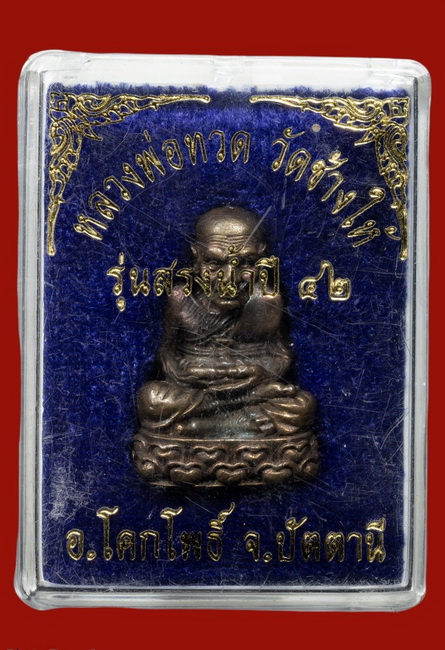 หลวงพ่อทวด วัดช้างให้
รุ่นสรงน้ำปี ๔๒
อ.โคกโพธิ์ จ.ปัตตานี